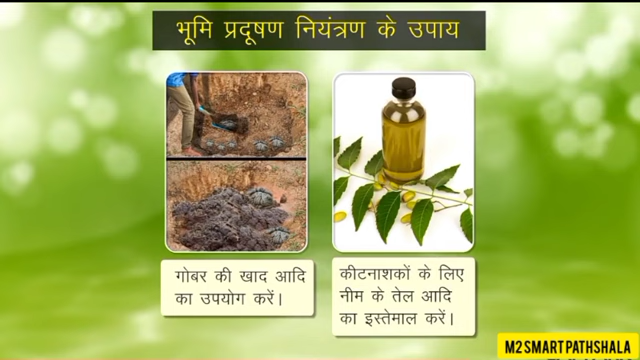 भूमि प्रदूषण नियंत्रण के उपाय
गोबर की खाद आदि
का उपयोग करें।
कीटनाशकों के लिए
नीम के तेल आदि
का इस्तेमाल करें।
M2 SMART PATHSHALA